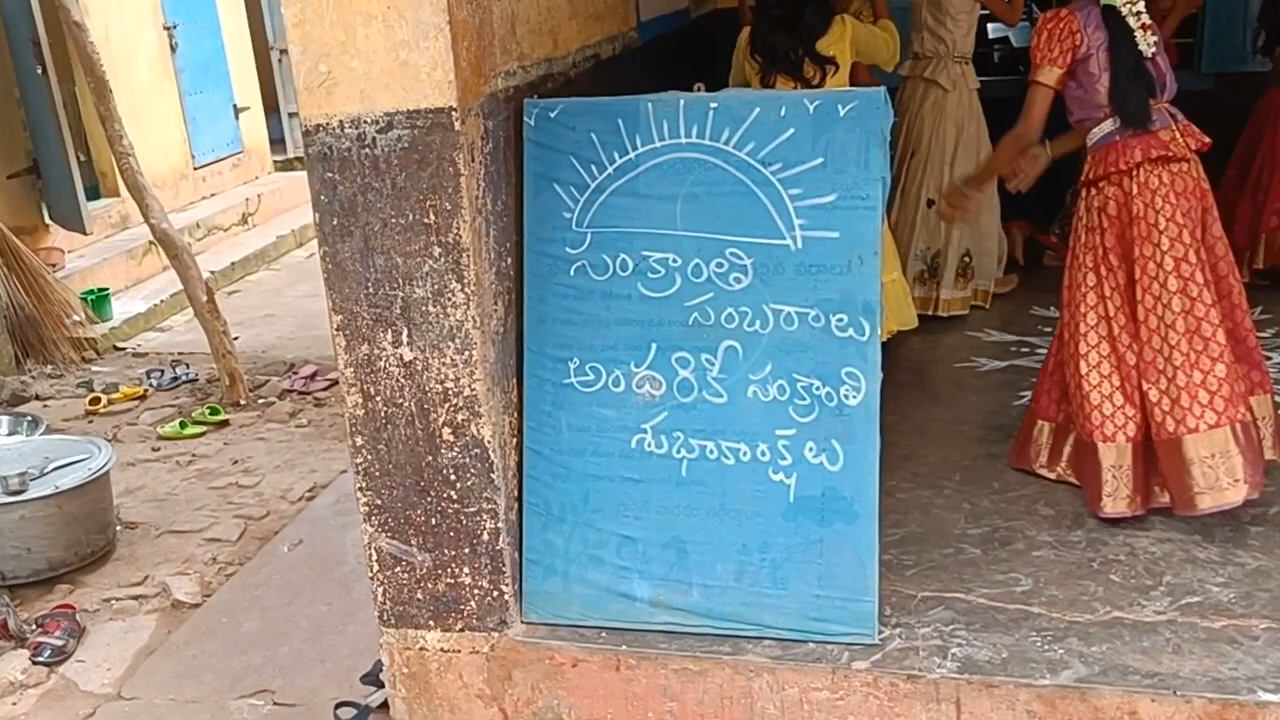 సంక్రాంతి
సంబరాలు
అందరికీ సంక్రాంతి
శుభాకాంక్షలు